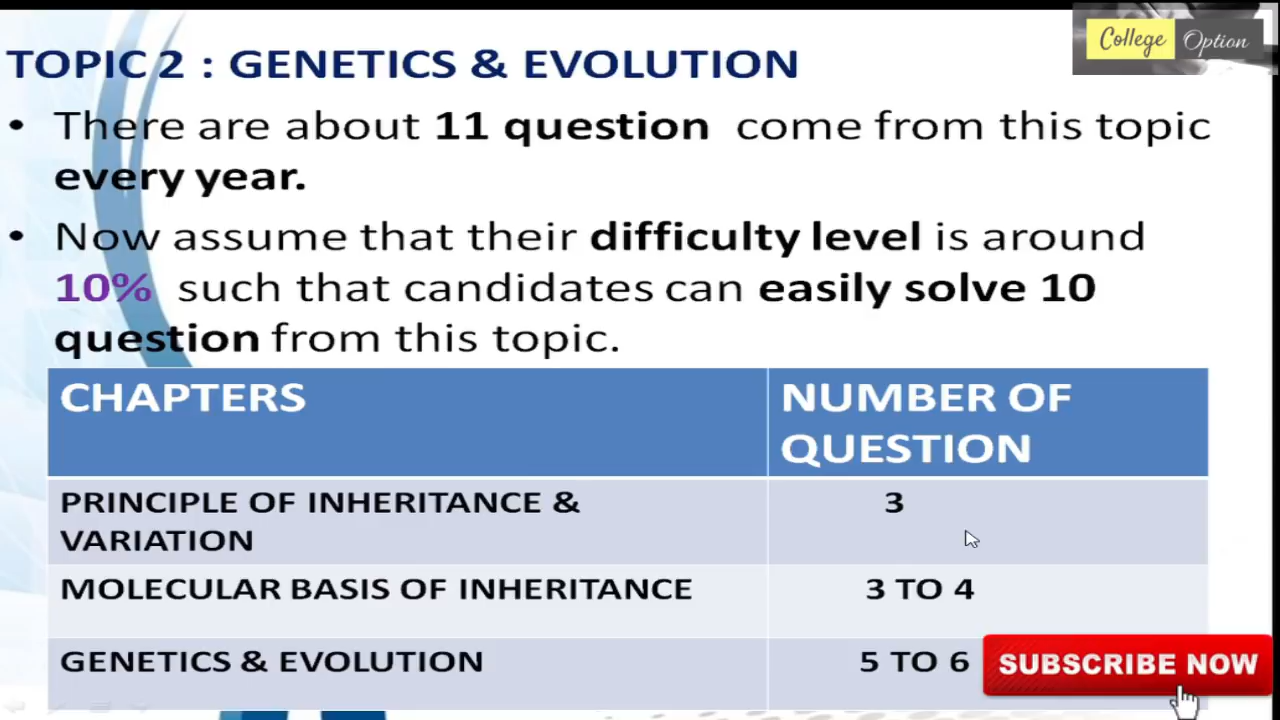 College Option
TOPIC 2 : GENETICS & EVOLUTION
• There are about 11 question come from this topic
every year.
• Now assume that their difficulty level is around
10% such that candidates can easily solve 10
question from this topic.
CHAPTERS
NUMBER OF
QUESTION
PRINCIPLE OF INHERITANCE &
VARIATION
3
MOLECULAR BASIS OF INHERITANCE
3 TO 4
GENETICS & EVOLUTION
5 TO 6
SUBSCRIBE NOW